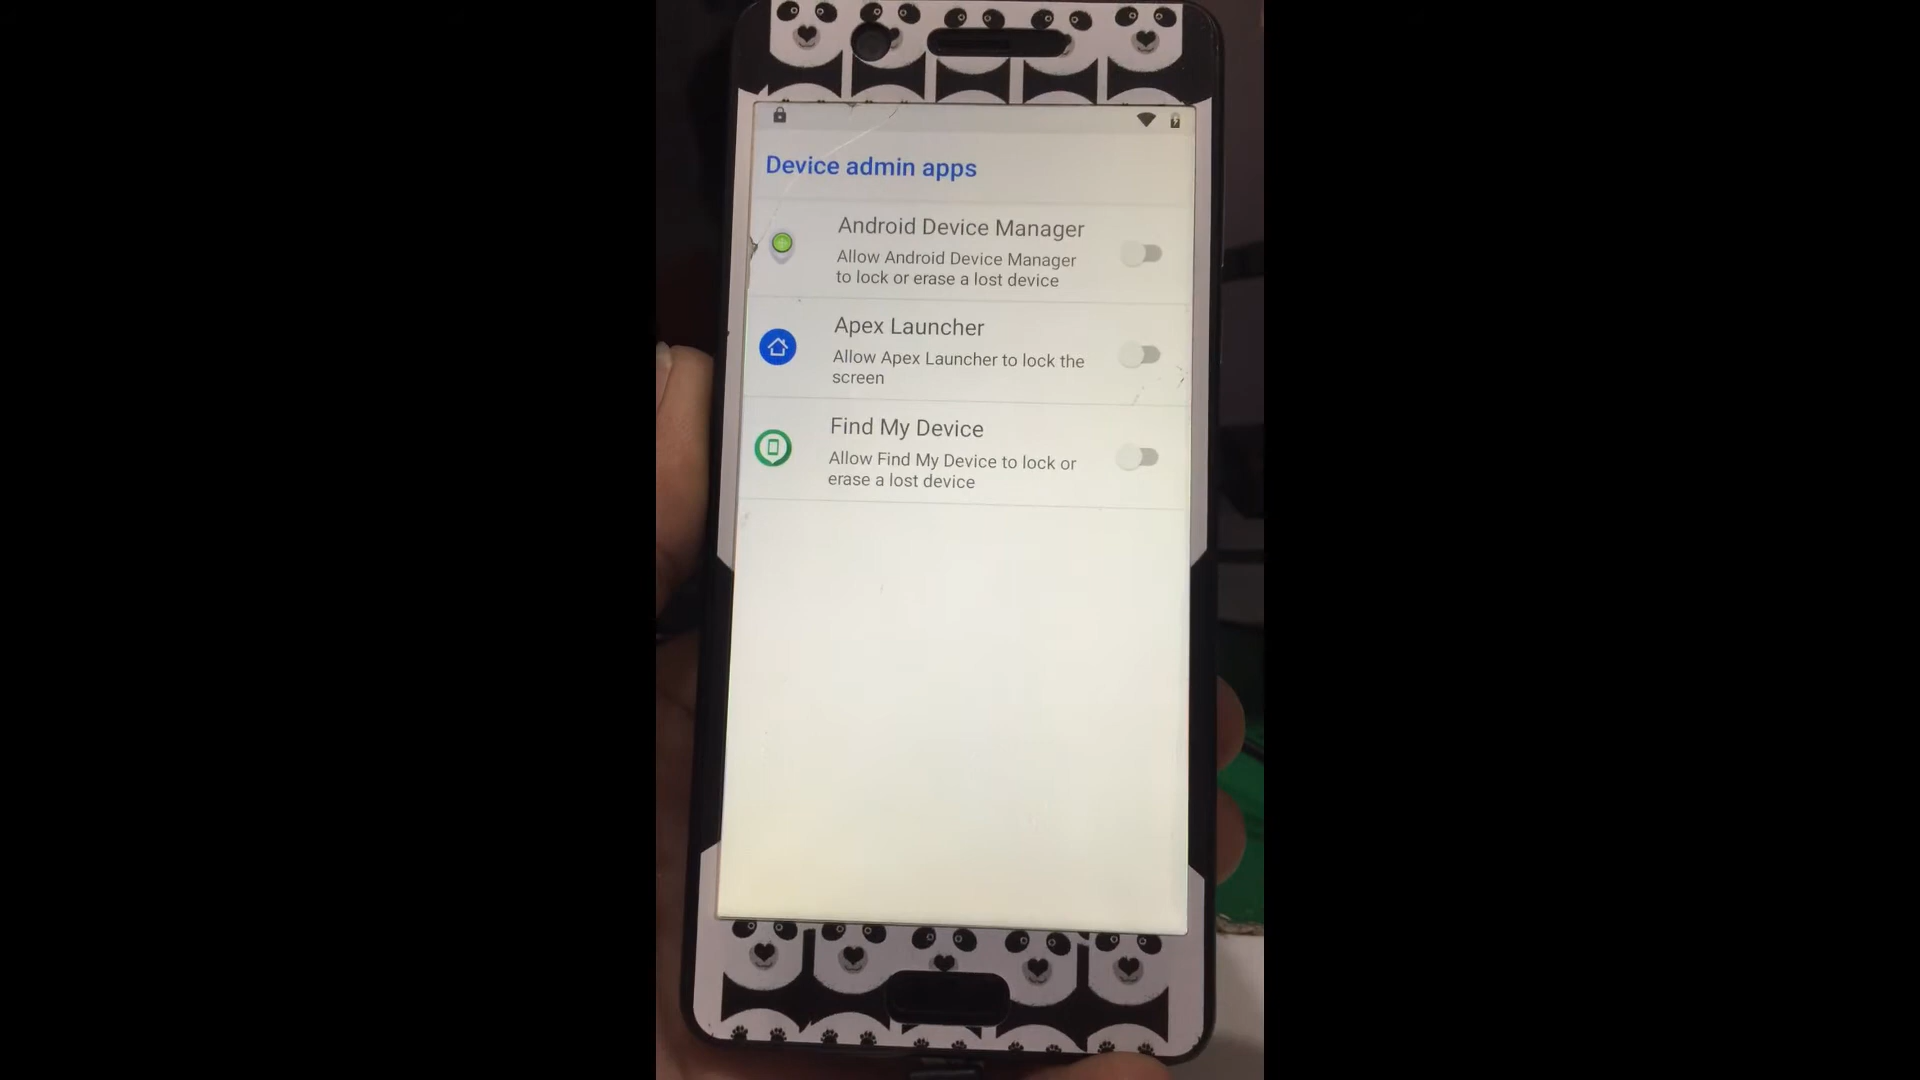 Device admin apps
Android Device Manager
Allow Android Device Manager
to lock or erase a lost device
Apex Launcher
Allow Apex Launcher to lock the
screen
Find My Device
Allow Find My Device to lock or
erase a lost device